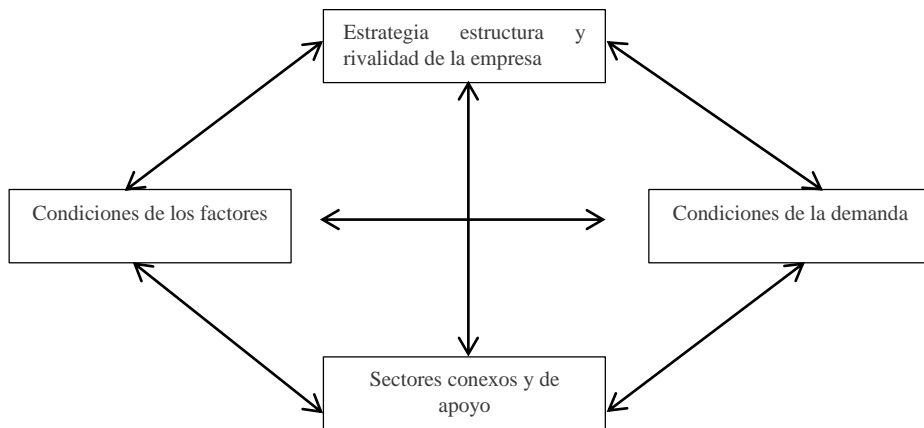 Estrategia estructura y
rivalidad de la empresa
Condiciones de los factores
Condiciones de la demanda
Sectores conexos y de
apoyo